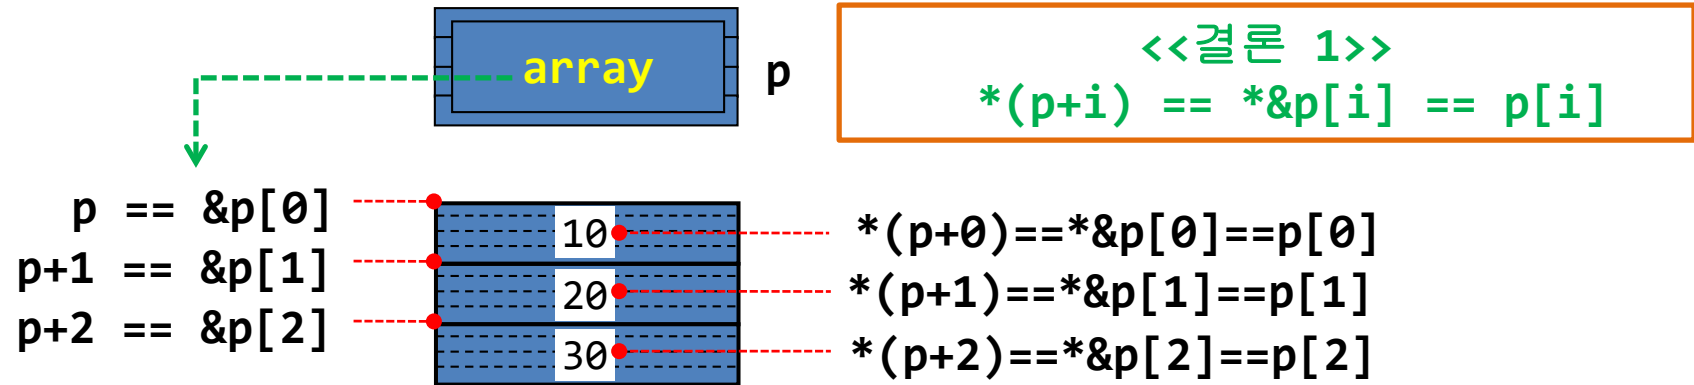 array
p
<<결론 1>>
*(p+i) == *&p[i] == p[i]
p == &p[0]
10
*(p+0)==*&p[0]==p[0]
p+1 == &p[1]
20
*(p+1)==*&p[1]==p[1]
p+2 == &p[2]
30
*(p+2)==*&p[2]==p[2]